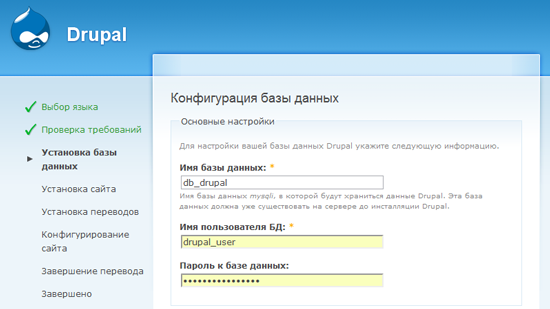 Drupal
Выбор языка
Проверка требований
Установка базы
данных
Установка сайта
Установка переводов
Конфигурирование
сайта
Завершение перевода
Завершено
Конфигурация базы данных
Основные настройки
Для настройки вашей базы данных Drupal укажите следующую информацию.
Имя базы данных: *
db_drupal
Имя базы данных mysqli, в которой будут храниться данные Drupal. Эта база
данных должна уже существовать на сервере до инсталляции Drupal.
Имя пользователя БД: *
drupal_user
Пароль к базе данных:
••••••••••••••••